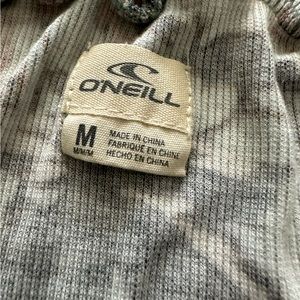 O'NEILL
M
M/M/M
MADE IN CHINA
FABRIQUÉ EN CHINE
HECHO EN CHINA